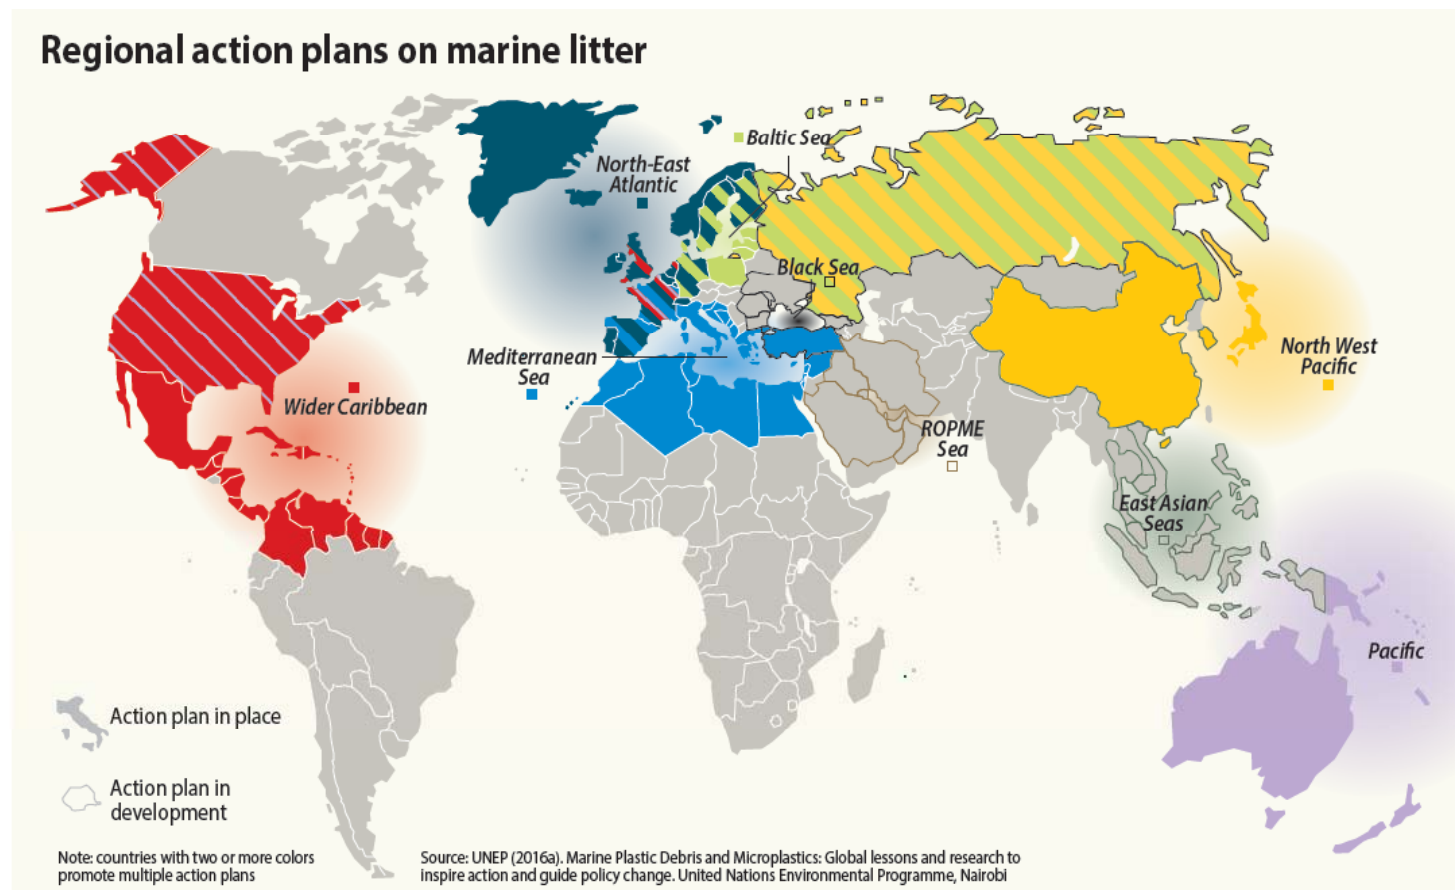 Regional action plans on marine litter
Baltic Sea
North-East
Atlantic
Black Sea
Mediterranean
Sea
North West
Pacific
Wider Caribbean
ROPME
Sea
East Asian
Seas
Pacific
Action plan in place
Action plan in
development
Note: countries with two or more colors
promote multiple action plans
Source: UNEP (2016a). Marine Plastic Debris and Microplastics: Global lessons and research to
inspire action and guide policy change. United Nations Environmental Programme, Nairobi